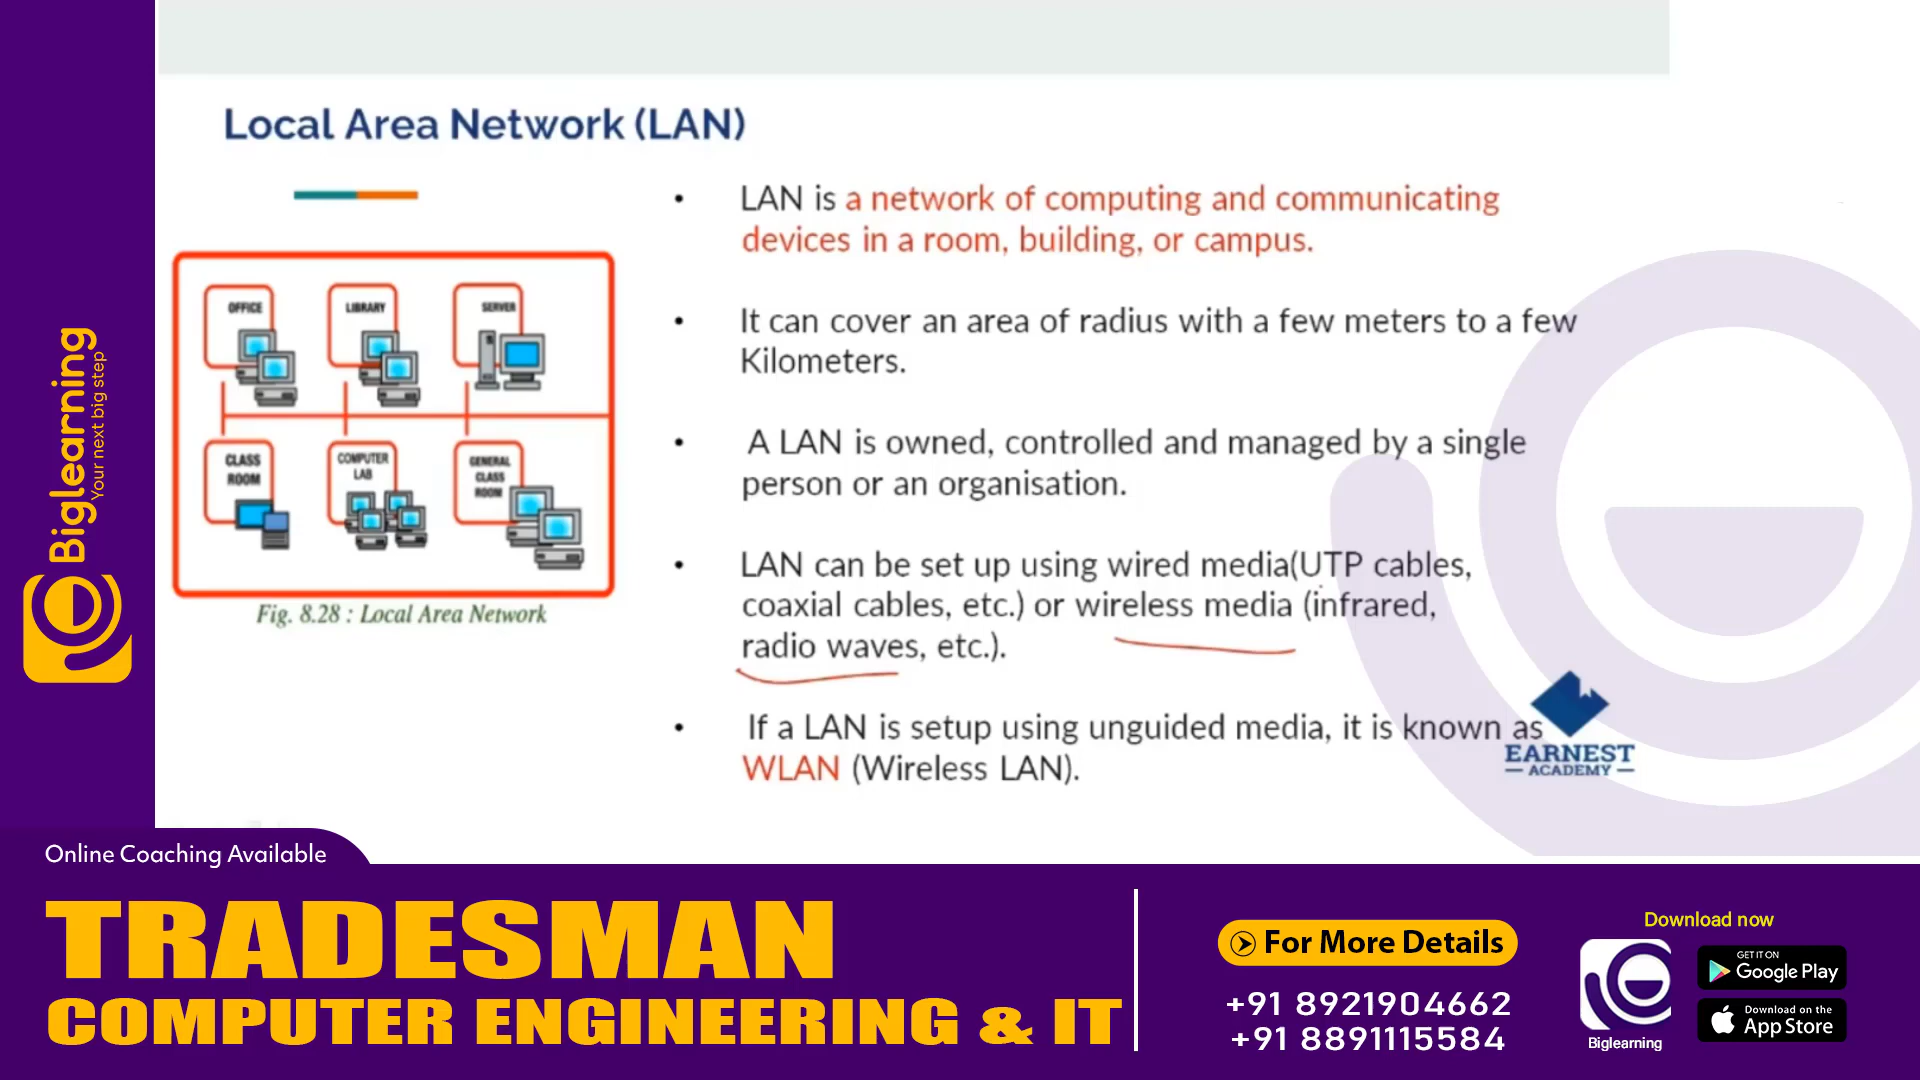 Local Area Network (LAN)
• LAN is a network of computing and communicating
devices in a room, building, or campus.
• It can cover an area of radius with a few meters to a few
Kilometers.
• A LAN is owned, controlled and managed by a single
person or an organisation.
• LAN can be set up using wired media(UTP cables,
coaxial cables, etc.) or wireless media (infrared,
radio waves, etc.).
• If a LAN is setup using unguided media, it is known as
WLAN (Wireless LAN).
OFFICE
LIBRARY
SERVER
CLASS
ROOM
COMPUTER
LAB
GENERAL
CLASS
ROOM
Fig. 8.28 : Local Area Network
EARNEST
ACADEMY
Biglearning
Your next big step
Online Coaching Available
TRADESMAN
COMPUTER ENGINEERING & IT
For More Details
+91 8921904662
+91 8891115584
Download now
Biglearning
GET IT ON
Google Play
Download on the
App Store